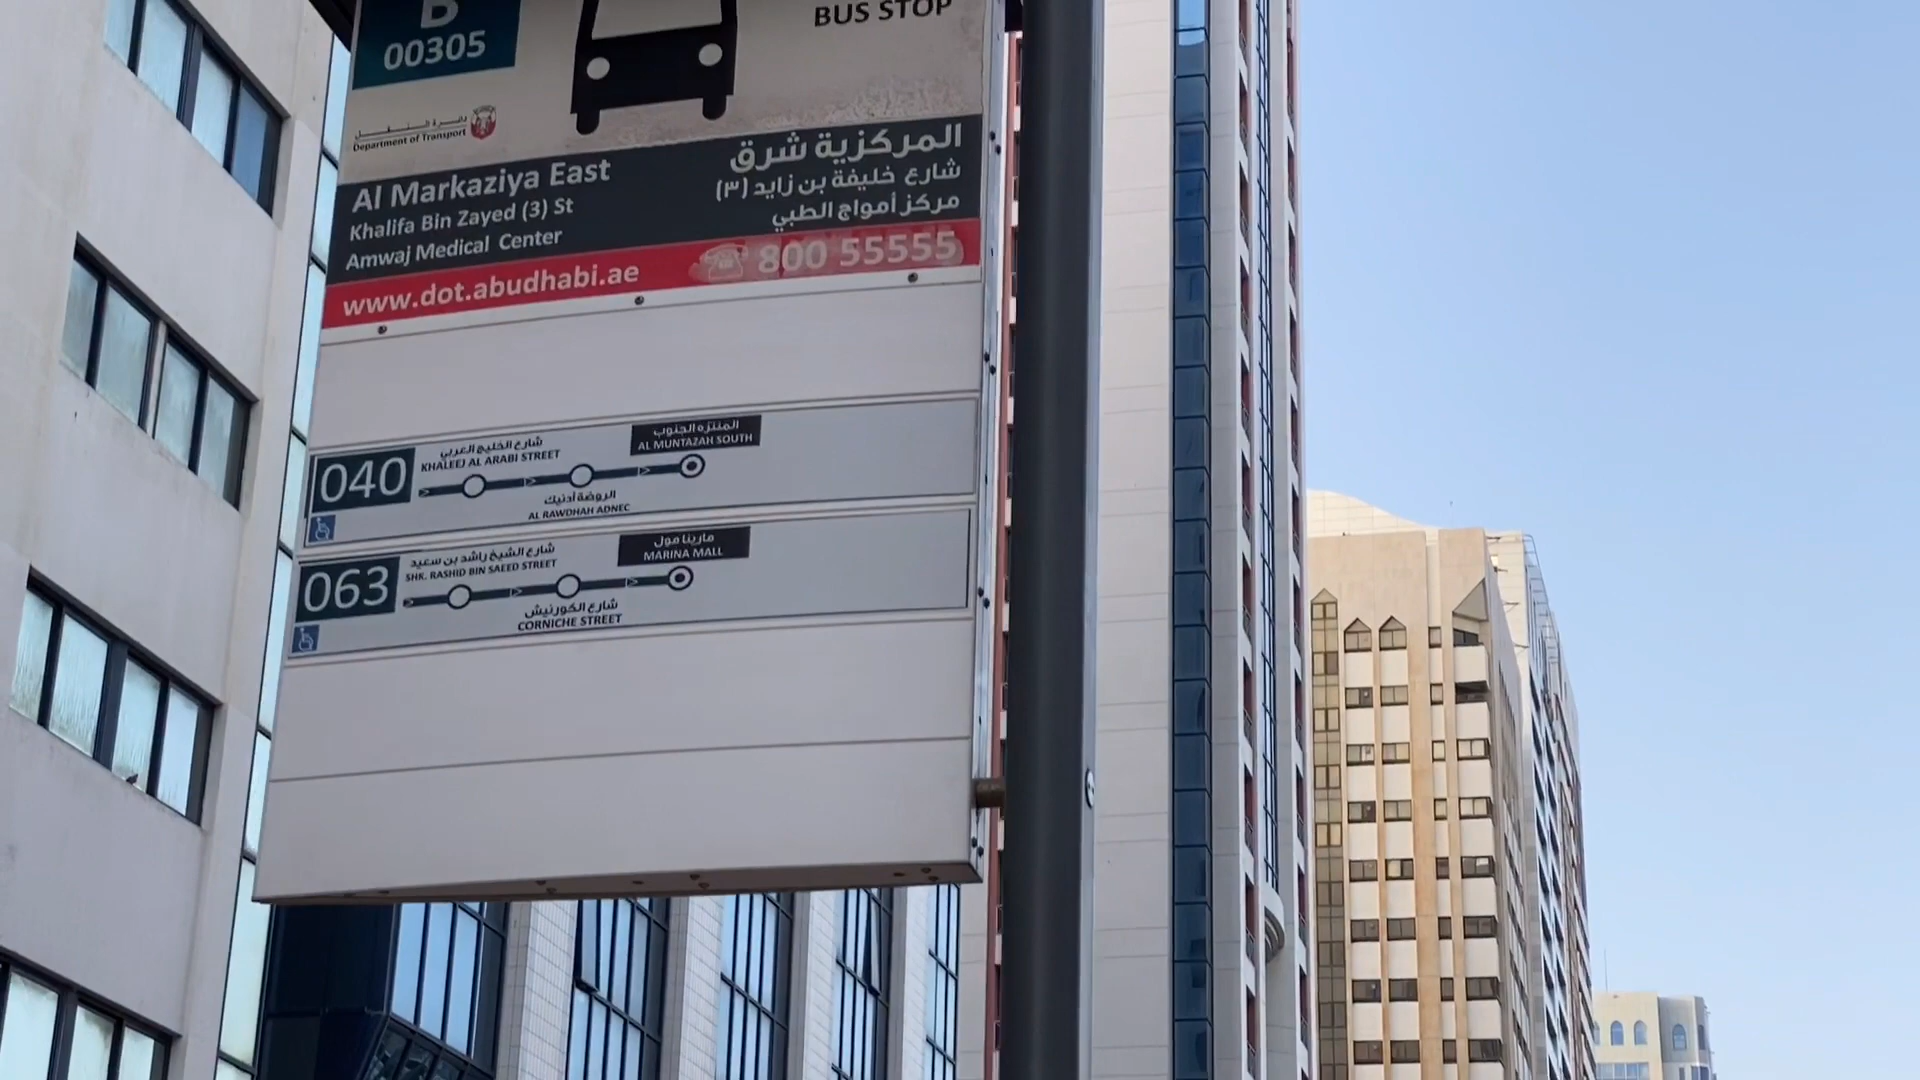 B
00305
BUS STOP
دائرة النقل
Department of Transport
Al Markaziya East
Khalifa Bin Zayed (3) St
Amwaj Medical Center
المركزية شرق
شارع خليفة بن زايد (٣)
مركز أمواج الطبي
www.dot.abudhabi.ae
800 55555
040
شارع الخليج العربي
KHALEEJ AL ARABI STREET
الروضة أدنيك
AL RAWDHAH ADNEC
المنتزه الجنوب
AL MUNTAZAH SOUTH
063
شارع الشيخ راشد بن سعيد
SHK. RASHID BIN SAEED STREET
شارع الكورنيش
CORNICHE STREET
مارينا مول
MARINA MALL